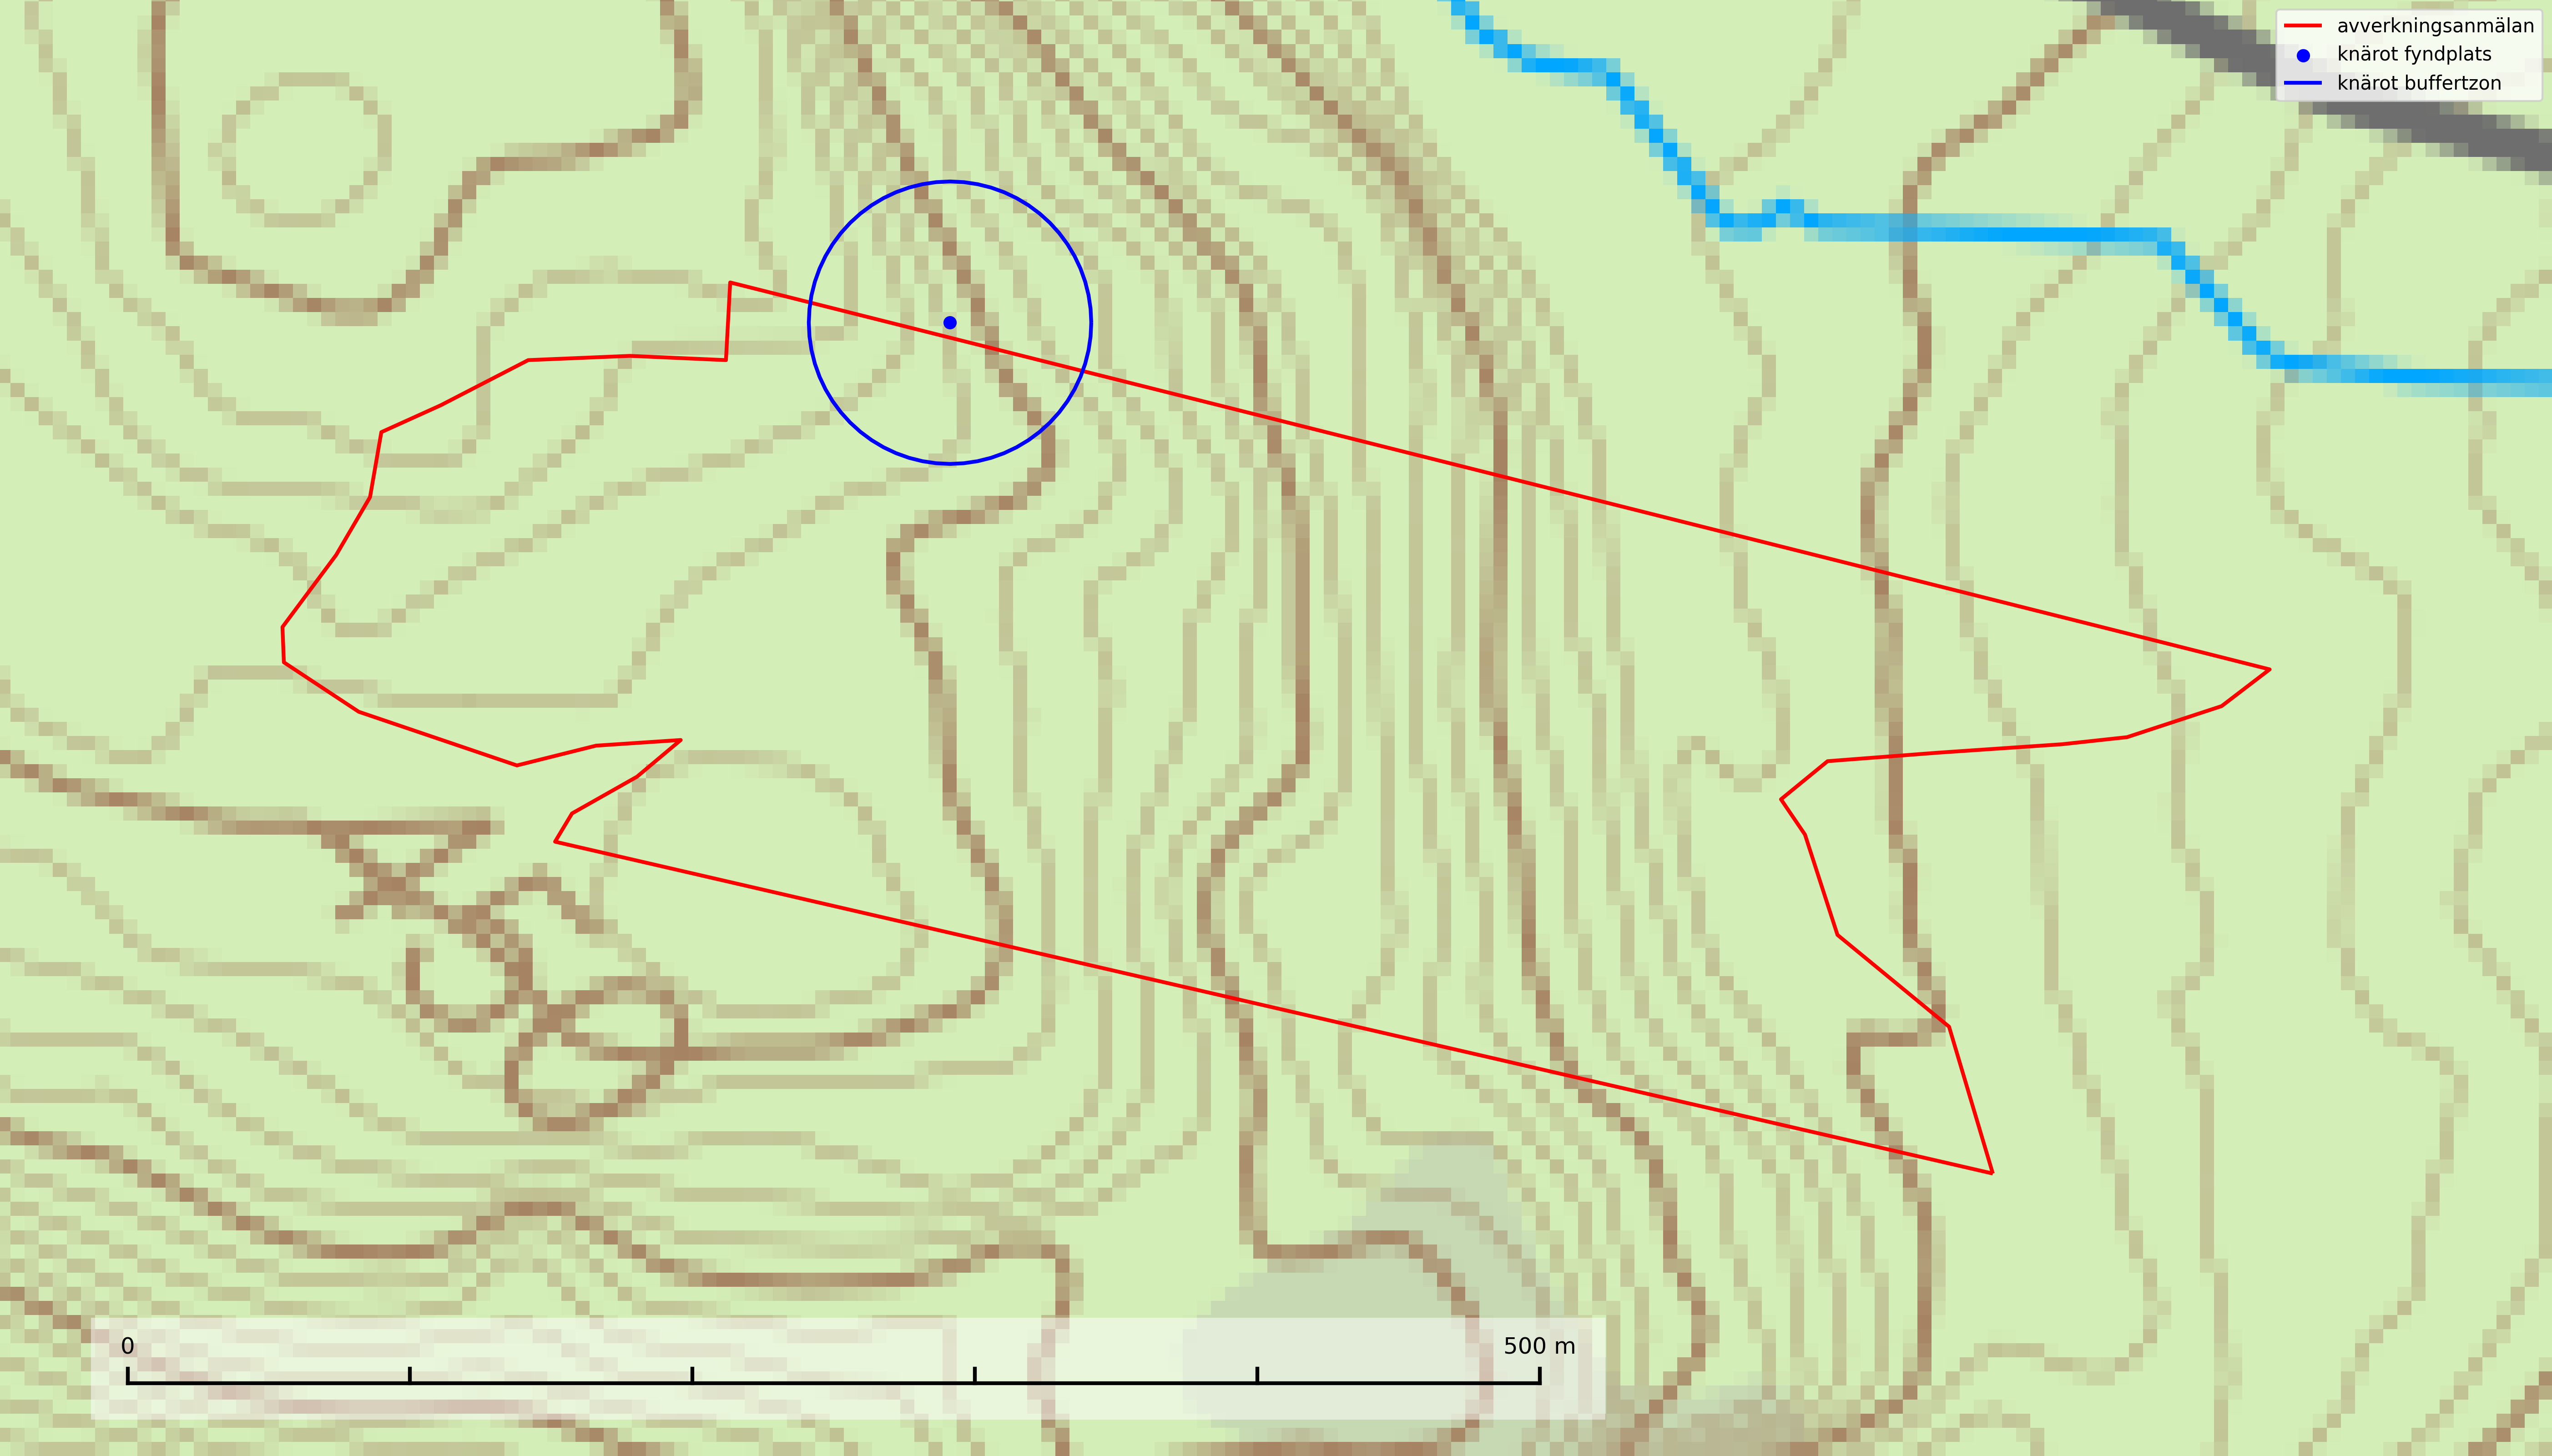 avverkningsanmälan
knärot fyndplats
knärot buffertzon
0
500 m